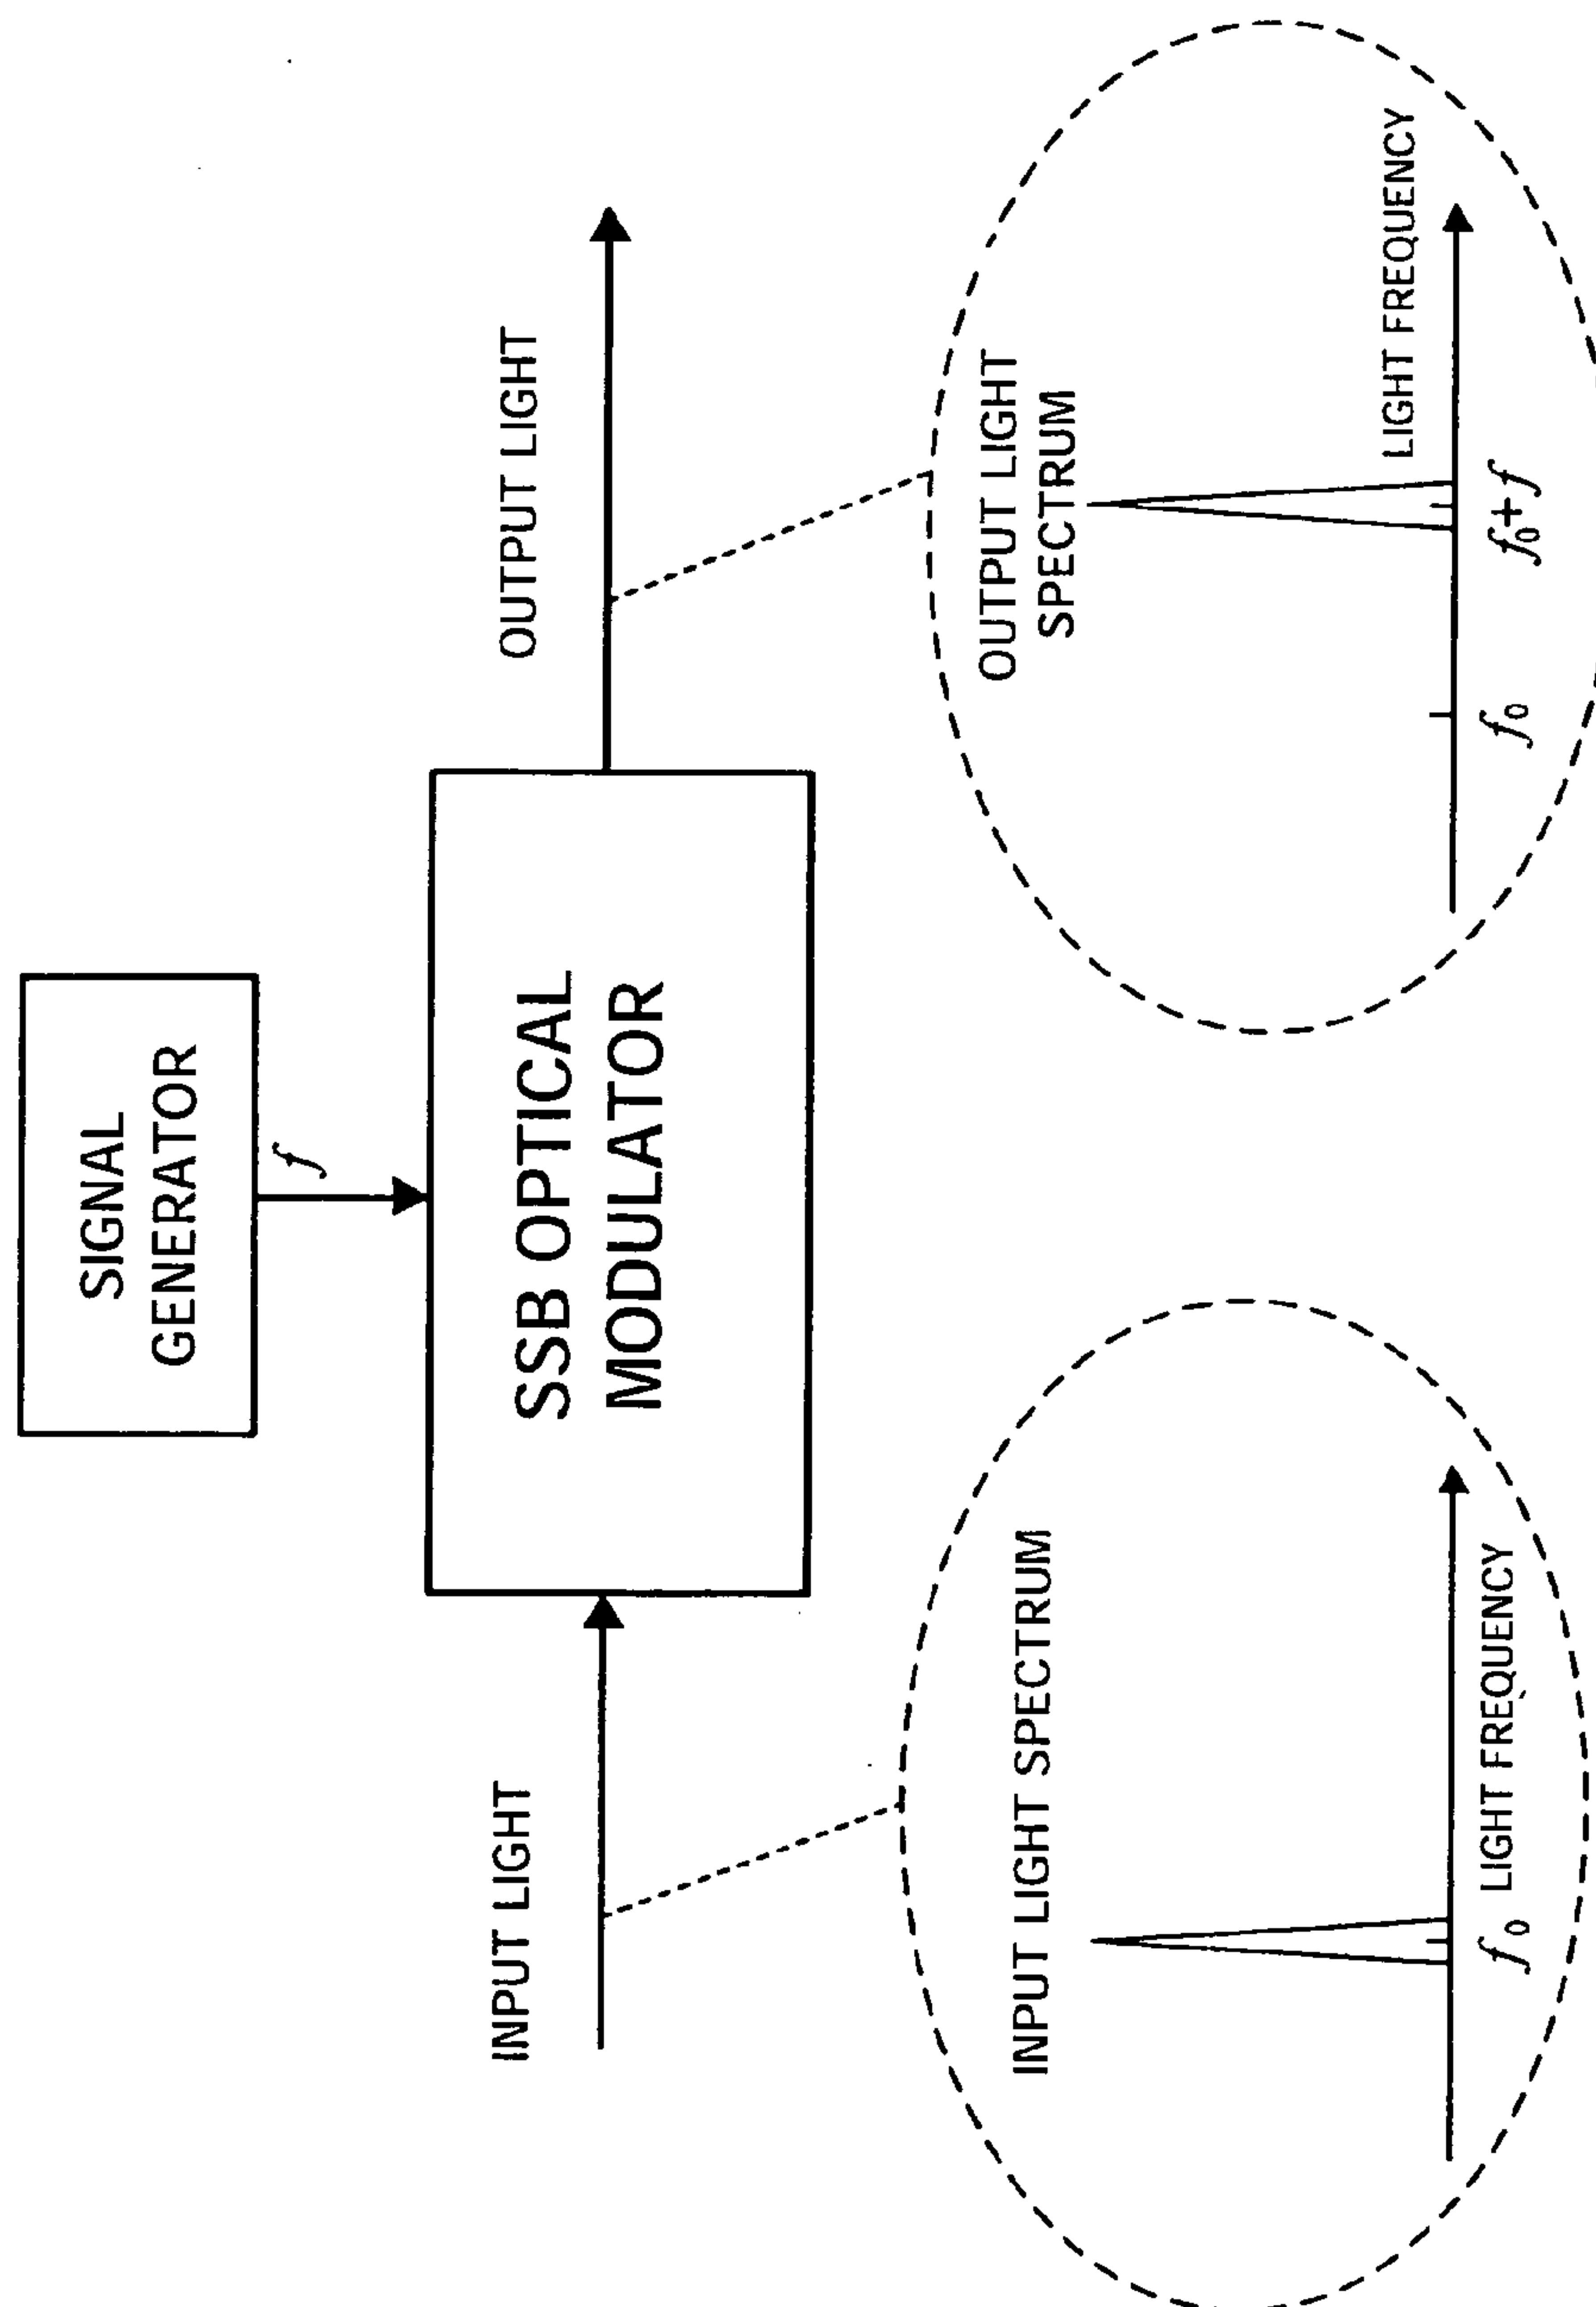 SIGNAL
GENERATOR
f
INPUT LIGHT
SSB OPTICAL
MODULATOR
OUTPUT LIGHT
INPUT LIGHT SPECTRUM
f₀ LIGHT FREQUENCY
OUTPUT LIGHT
SPECTRUM
LIGHT FREQUENCY
f₀
f₀+f